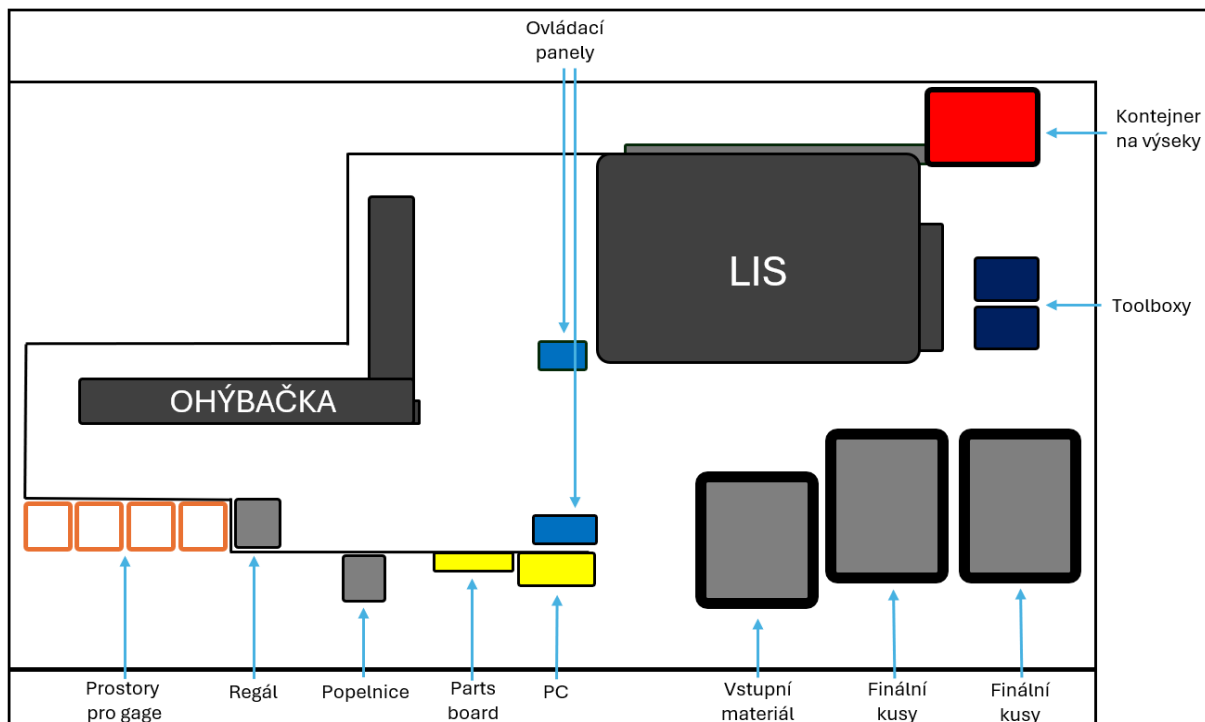 Ovládací
panely
Kontejner
na výseky
LIS
Toolboxy
OHÝBAČKA
Prostory
pro gage
Regál
Popelnice
Parts
board
PC
Vstupní
materiál
Finální
kusy
Finální
kusy